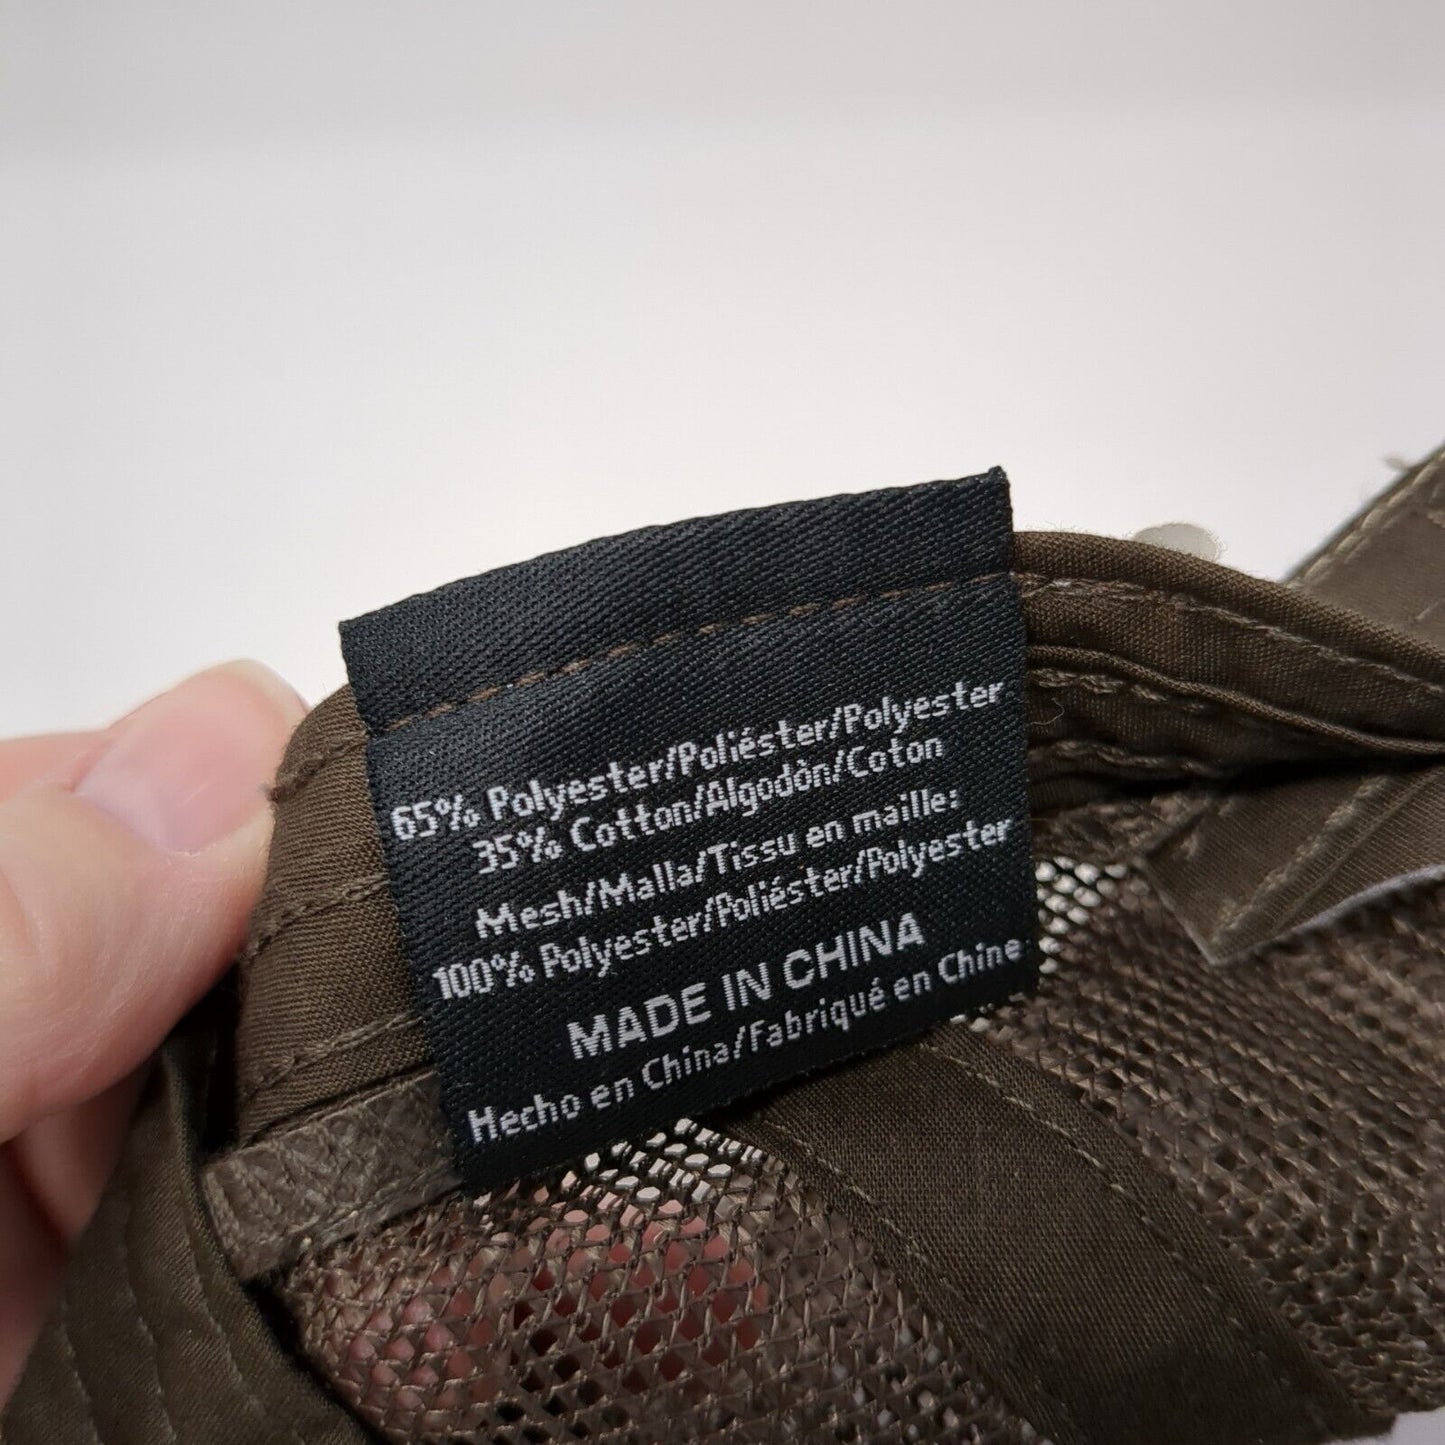 65% Polyester/Poliéster/Polyester
35% Cotton/Algodòn/Coton
Mesh/Malla/Tissu en maille:
100% Polyester/Poliéster/Polyester
MADE IN CHINA
Hecho en China/Fabriqué en Chine